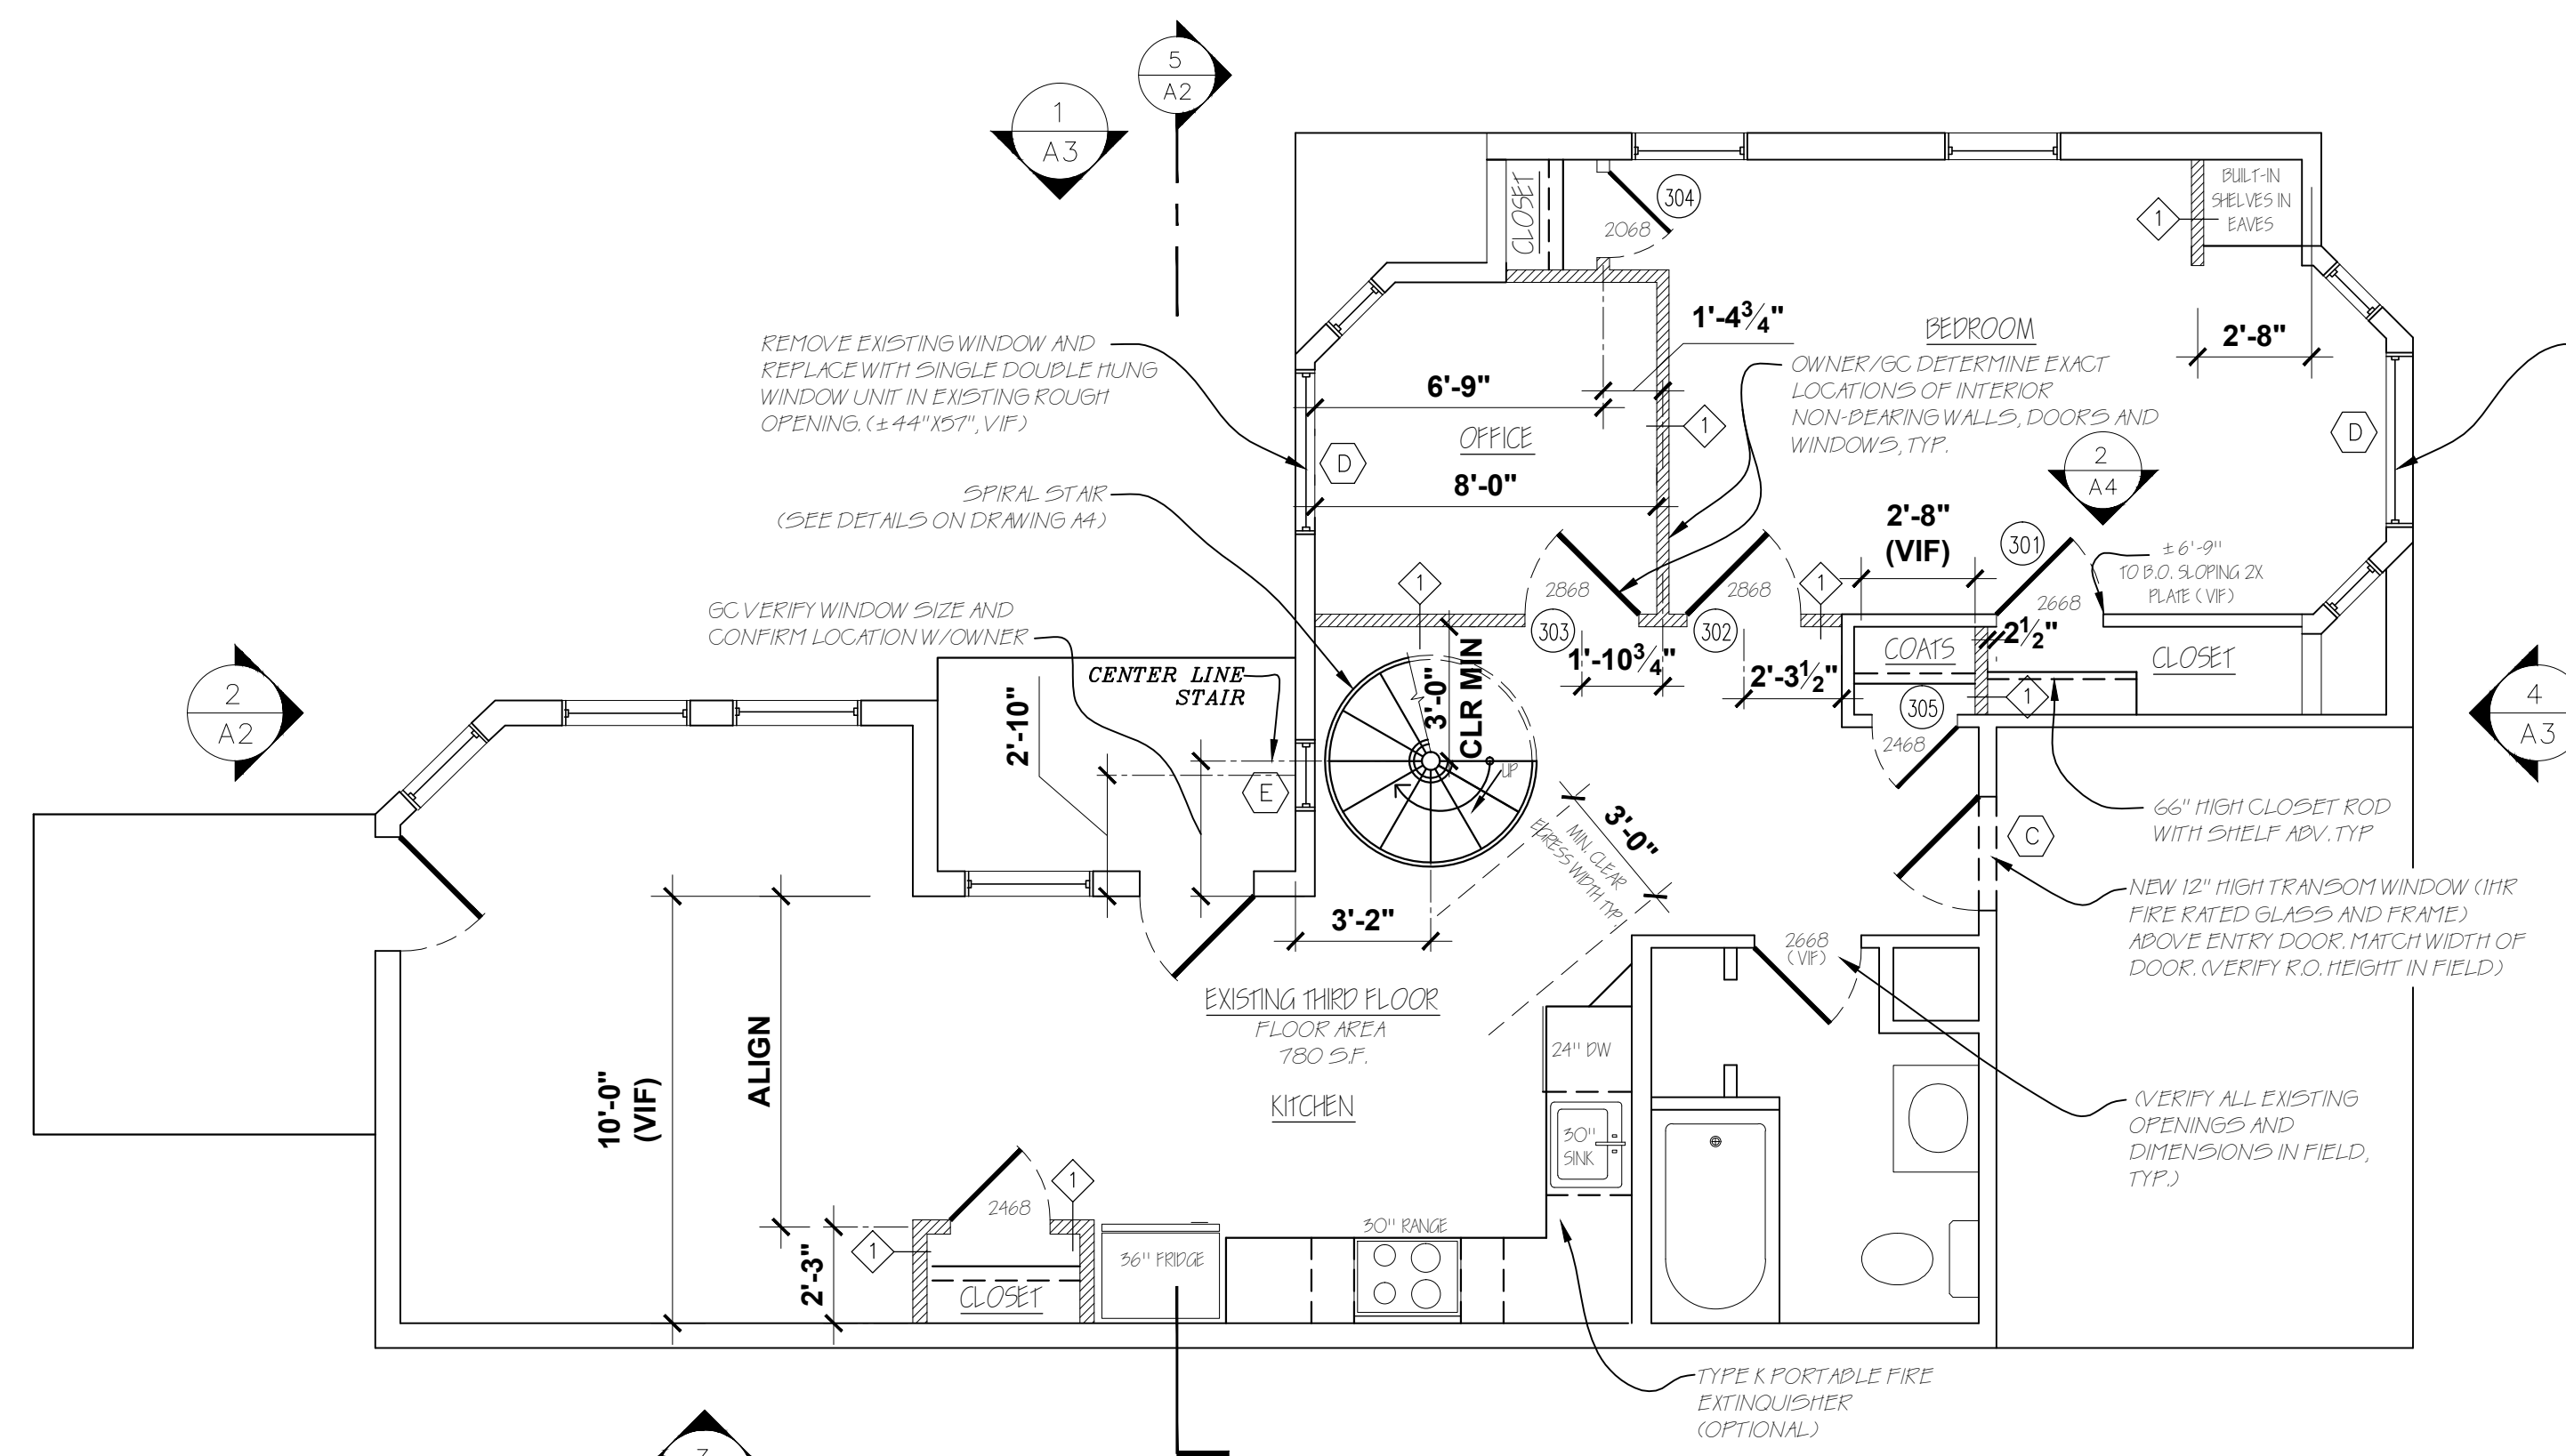 5
A2
1
A3
CLOSET
304
2068
BUILT-IN
SHELVES IN
EAVES
1
1'-4¾"
BEDROOM
2'-8"
REMOVE EXISTING WINDOW AND
REPLACE WITH SINGLE DOUBLE HUNG
WINDOW UNIT IN EXISTING ROUGH
OPENING. (±44"X57", VIF)
6'-9"
OWNER/GC DETERMINE EXACT
LOCATIONS OF INTERIOR
NON-BEARING WALLS, DOORS AND
WINDOWS, TYP.
1
OFFICE
D
D
8'-0"
2
A4
SPIRAL STAIR
(SEE DETAILS ON DRAWING A4)
2'-8"
(VIF)
301
±6'-9"
TO B.O. SLOPING 2X
PLATE (VIF)
1
2868
2868
1
2668
GC VERIFY WINDOW SIZE AND
CONFIRM LOCATION W/OWNER
303
302
2½"
COATS
CLOSET
1'-10¾"
2'-3½"
3'-0"
CLR MIN
CENTER LINE
STAIR
2'-10"
305
1
2468
2
A2
4
A3
E
UP
3'-0"
MIN. CLEAR
EGRESS WIDTH TYP.
66" HIGH CLOSET ROD
WITH SHELF ABV. TYP
C
NEW 12" HIGH TRANSOM WINDOW (1HR
FIRE RATED GLASS AND FRAME)
ABOVE ENTRY DOOR. MATCH WIDTH OF
DOOR. (VERIFY R.O. HEIGHT IN FIELD)
3'-2"
2668
(VIF)
EXISTING THIRD FLOOR
FLOOR AREA
780 S.F.
24" DW
ALIGN
10'-0"
(VIF)
KITCHEN
30"
SINK
(VERIFY ALL EXISTING
OPENINGS AND
DIMENSIONS IN FIELD,
TYP.)
1
2468
30" RANGE
1
2'-3"
36" FRIDGE
CLOSET
TYPE K PORTABLE FIRE
EXTINQUISHER
(OPTIONAL)